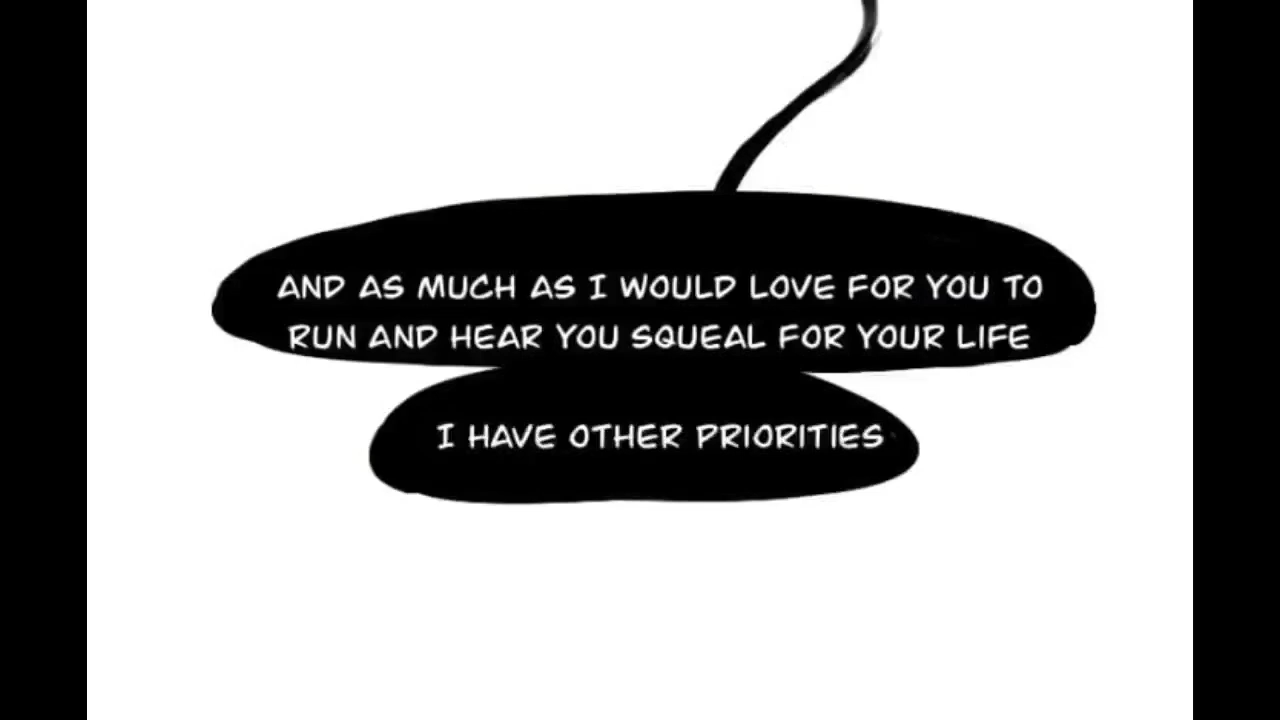 AND AS MUCH AS I WOULD LOVE FOR YOU TO
RUN AND HEAR YOU SQUEAL FOR YOUR LIFE
I HAVE OTHER PRIORITIES